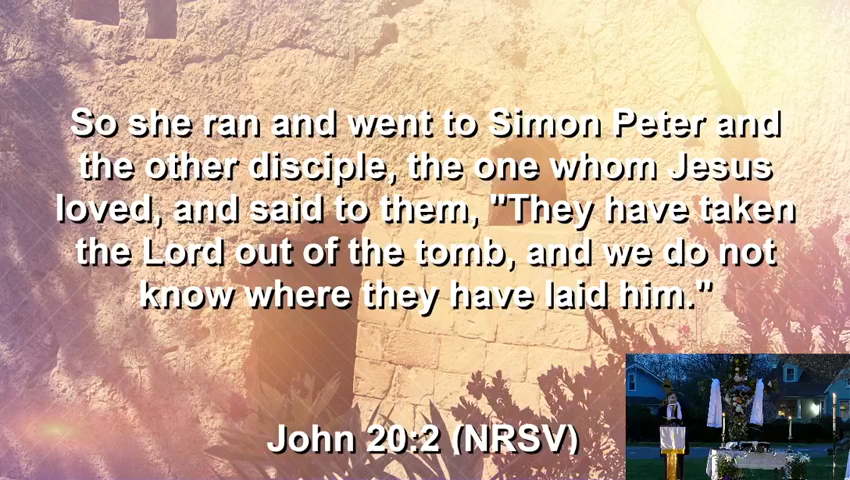 So she ran and went to Simon Peter and
the other disciple, the one whom Jesus
loved, and said to them, "They have taken
the Lord out of the tomb, and we do not
know where they have laid him."
John 20:2 (NRSV)